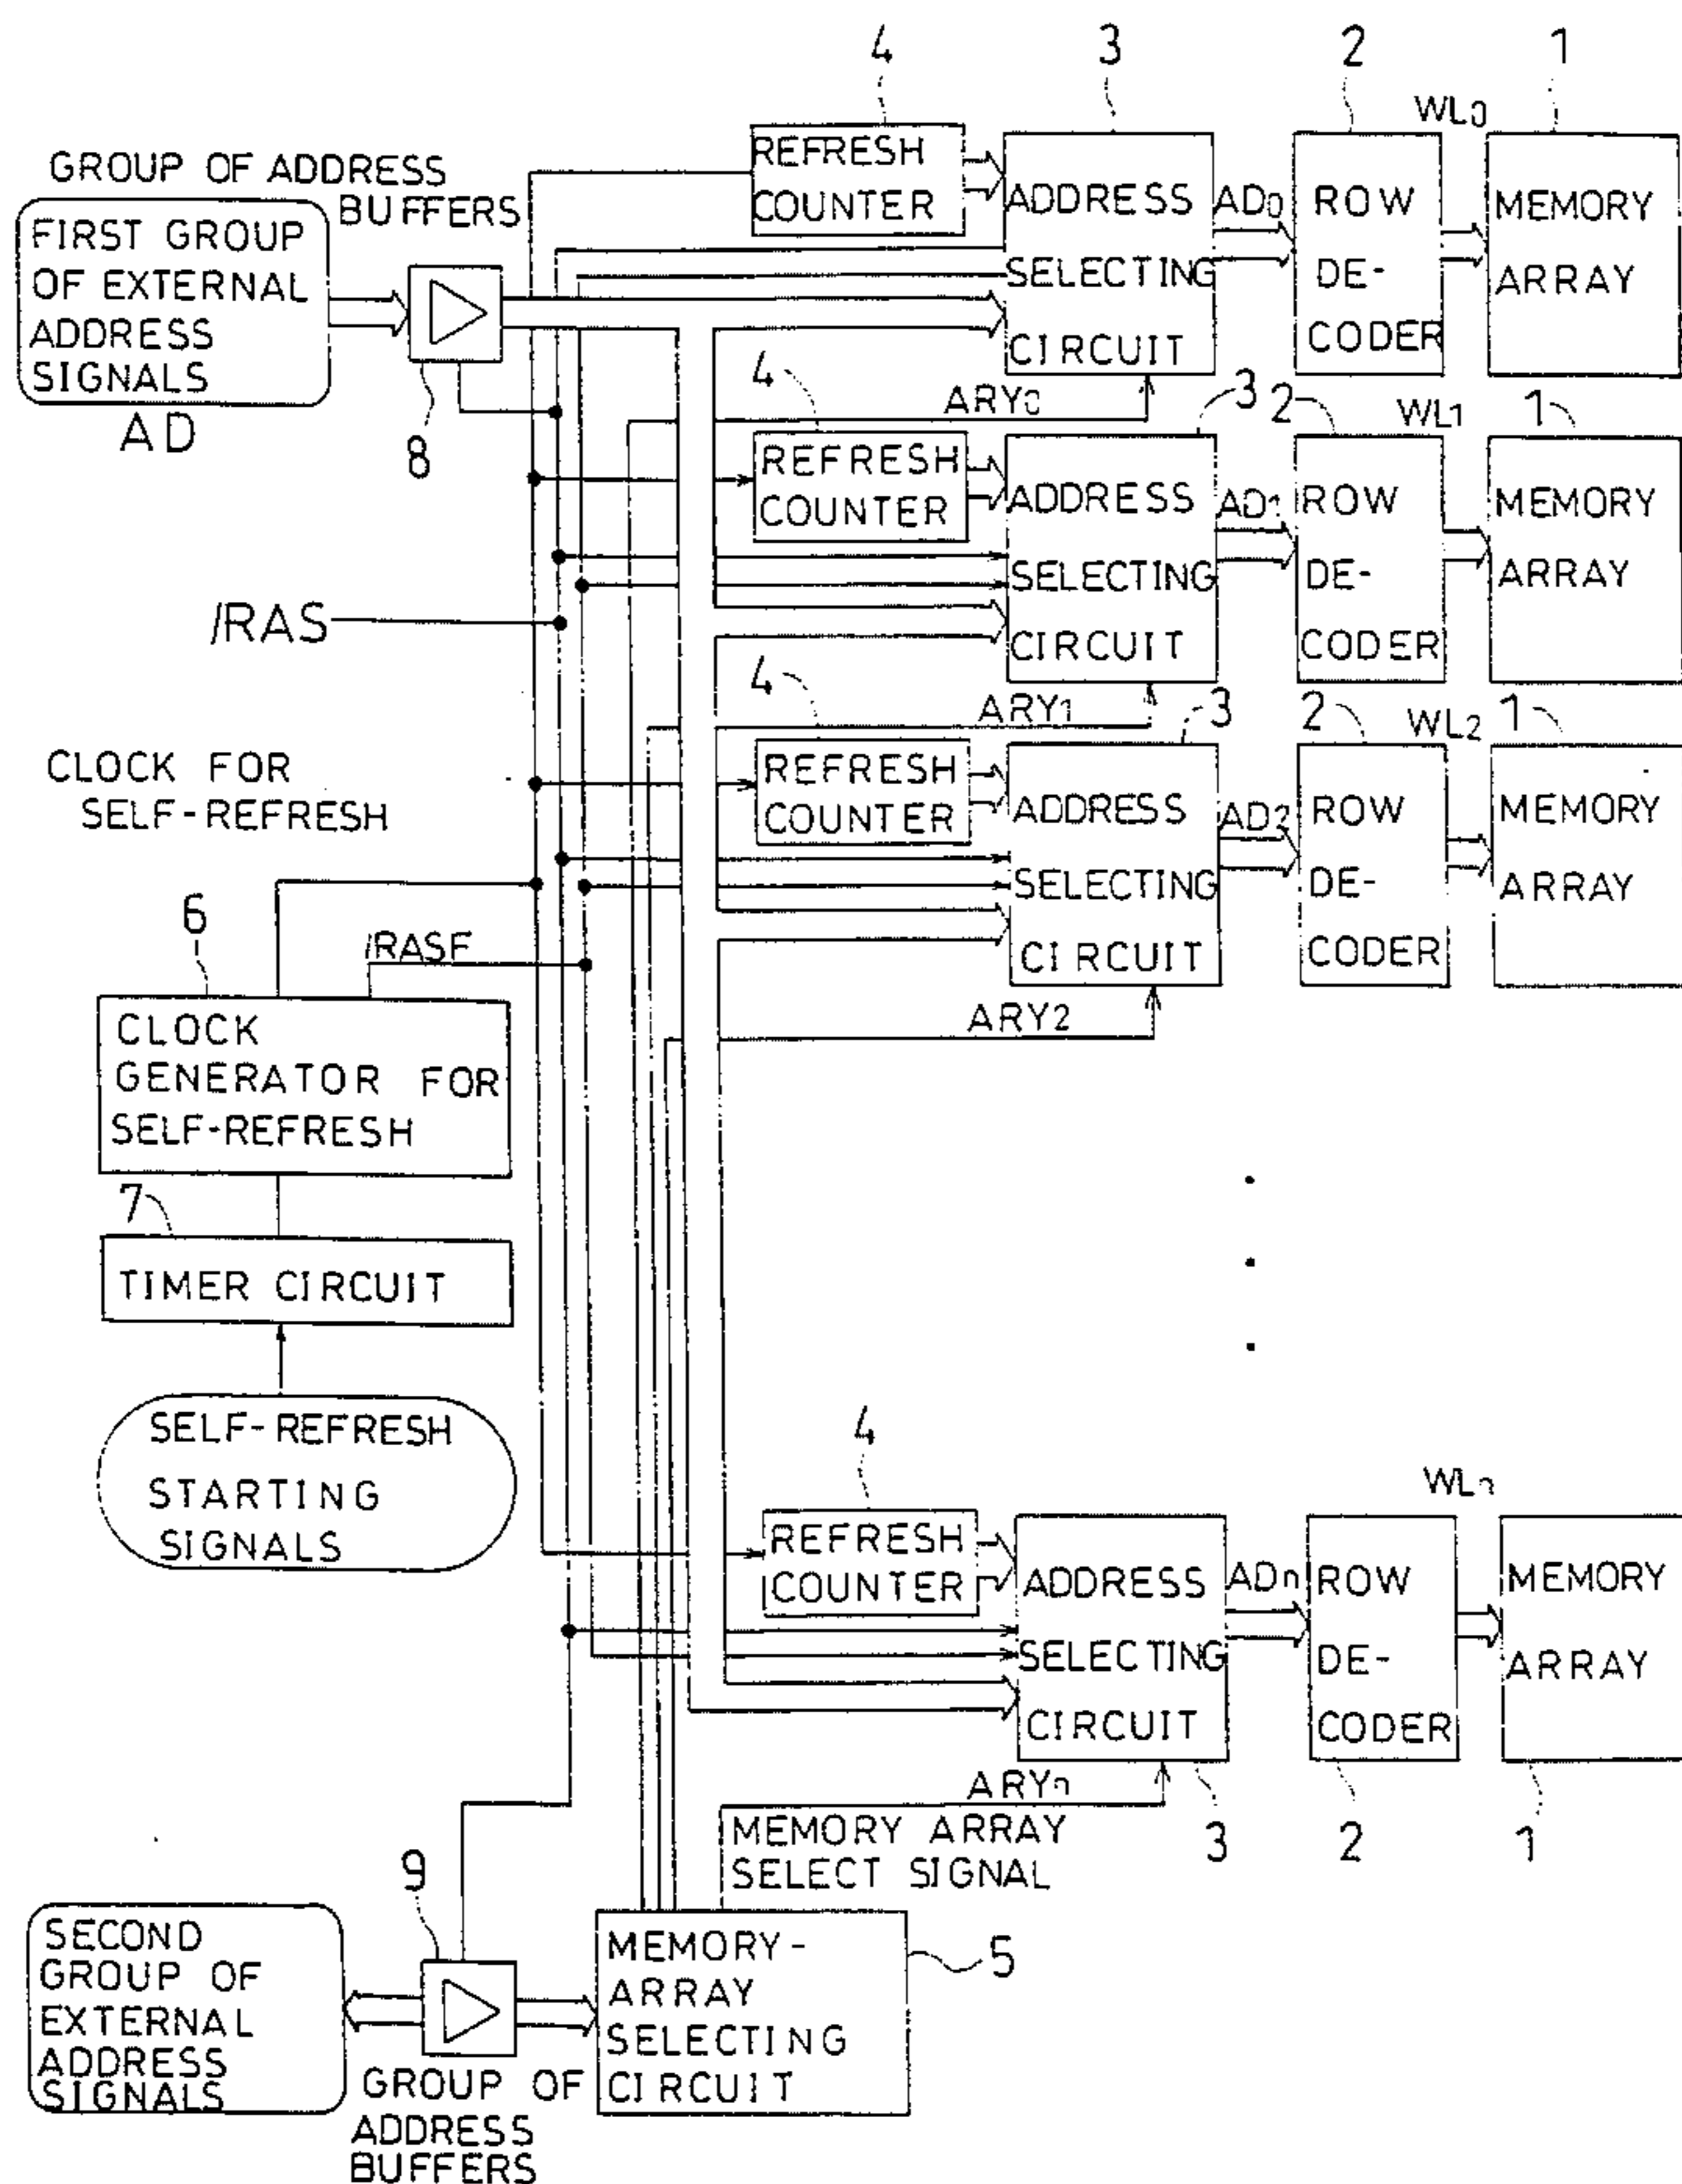 4
3
2
1
WL0
GROUP OF ADDRESS
BUFFERS
FIRST GROUP
OF EXTERNAL
ADDRESS
SIGNALS
AD
8
REFRESH
COUNTER
ADDRESS
SELECTING
CIRCUIT
AD0
ROW
DE-
CODER
MEMORY
ARRAY
ARY0
4
3
2
WL1
1
REFRESH
COUNTER
ADDRESS
SELECTING
CIRCUIT
AD1
ROW
DE-
CODER
MEMORY
ARRAY
/RAS
ARY1
4
3
2
WL2
1
CLOCK FOR
SELF-REFRESH
REFRESH
COUNTER
ADDRESS
SELECTING
CIRCUIT
AD2
ROW
DE-
CODER
MEMORY
ARRAY
6
/RASF
ARY2
CLOCK
GENERATOR FOR
SELF-REFRESH
7
TIMER CIRCUIT
SELF-REFRESH
STARTING
SIGNALS
4
WLn
REFRESH
COUNTER
ADDRESS
SELECTING
CIRCUIT
ADn
ROW
DE-
CODER
MEMORY
ARRAY
ARYn
3
2
1
MEMORY ARRAY
SELECT SIGNAL
9
SECOND
GROUP OF
EXTERNAL
ADDRESS
SIGNALS
MEMORY-
ARRAY
SELECTING
CIRCUIT
5
GROUP OF
ADDRESS
BUFFERS